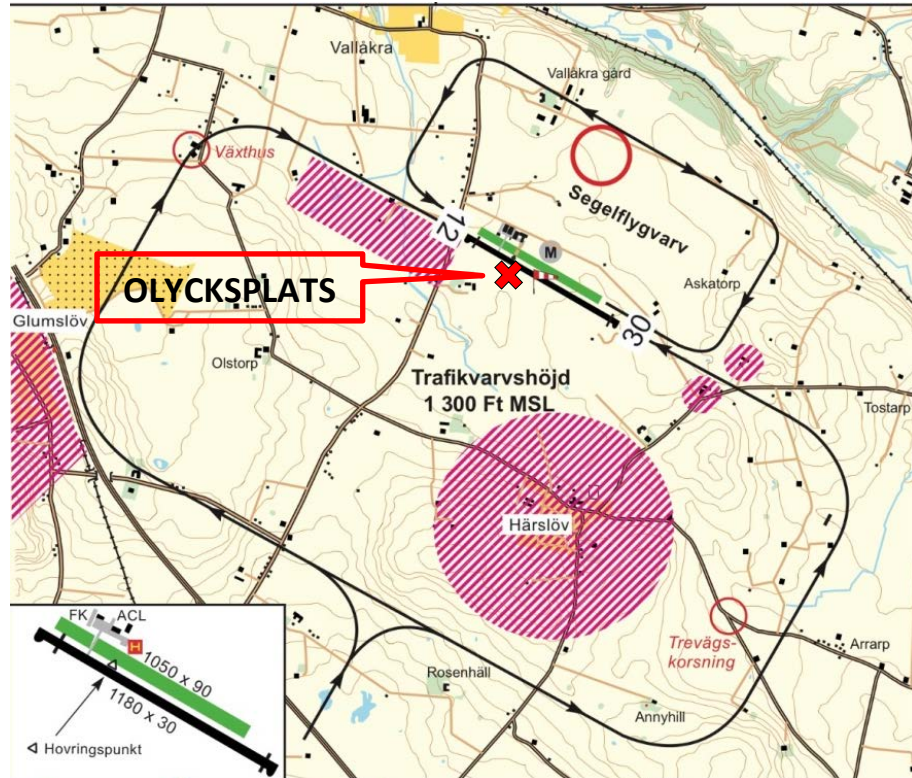 Vallåkra
Vallåkra gård
Växthus
Segelflygvarv
12
M
OLYCKSPLATS
Askatorp
Glumslöv
30
Olstorp
Trafikvarvshöjd
1 300 Ft MSL
Tostarp
Härslöv
FK
ACL
H
1050 x 90
1180 x 30
Hovringspunkt
Trevägs-
korsning
Arrarp
Rosenhäll
Annyhill